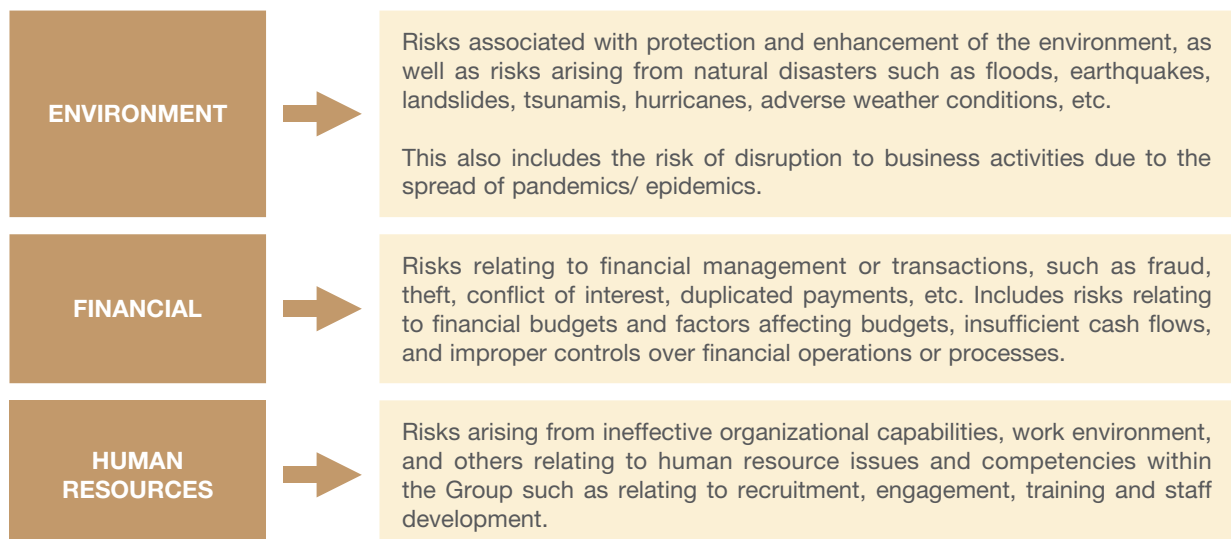 ENVIRONMENT
Risks associated with protection and enhancement of the environment, as
well as risks arising from natural disasters such as floods, earthquakes,
landslides, tsunamis, hurricanes, adverse weather conditions, etc.
This also includes the risk of disruption to business activities due to the
spread of pandemics/ epidemics.
FINANCIAL
Risks relating to financial management or transactions, such as fraud,
theft, conflict of interest, duplicated payments, etc. Includes risks relating
to financial budgets and factors affecting budgets, insufficient cash flows,
and improper controls over financial operations or processes.
HUMAN
RESOURCES
Risks arising from ineffective organizational capabilities, work environment,
and others relating to human resource issues and competencies within
the Group such as relating to recruitment, engagement, training and staff
development.